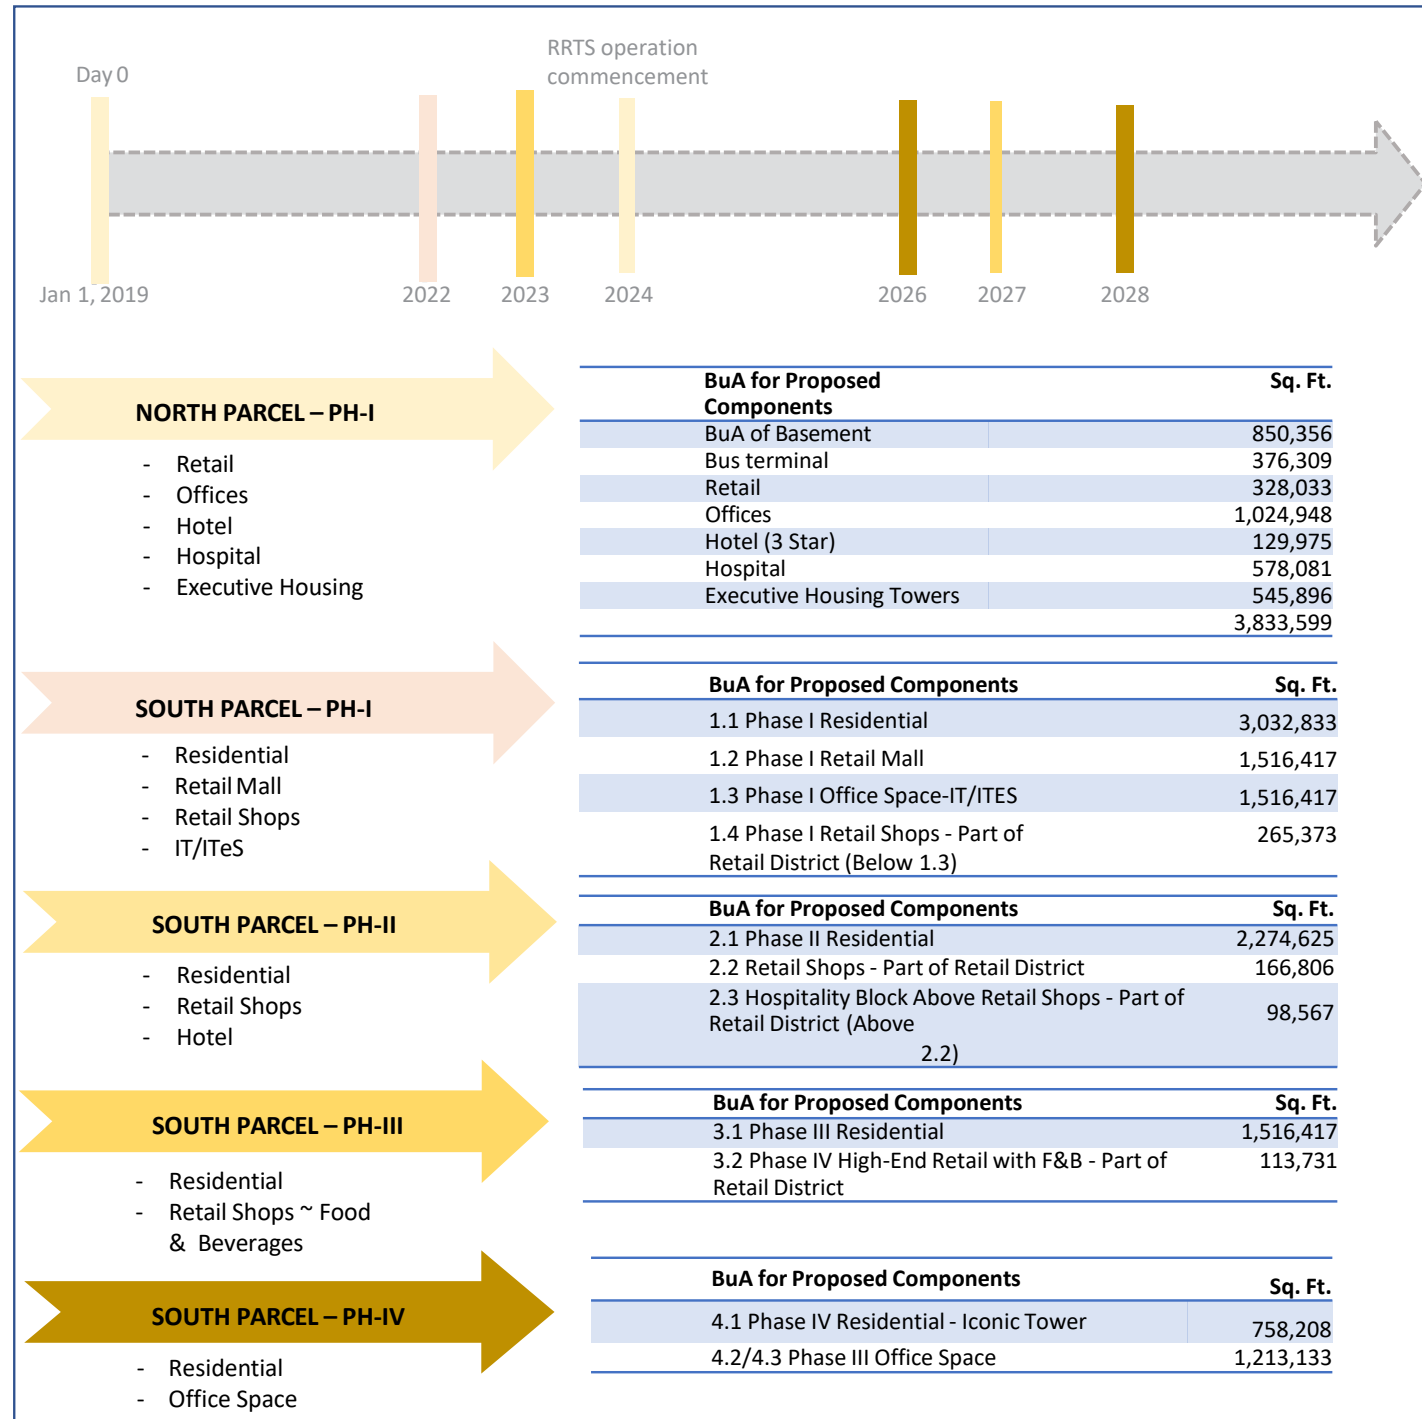 RRTS operation
Day 0
commencement
Jan 1, 2019
2022
2023
2024
2026
2027
2028
NORTH PARCEL – PH-I
- Retail
- Offices
- Hotel
- Hospital
- Executive Housing
BuA for Proposed Sq. Ft.
Components
BuA of Basement 850,356
Bus terminal 376,309
Retail 328,033
Offices 1,024,948
Hotel (3 Star) 129,975
Hospital 578,081
Executive Housing Towers 545,896
3,833,599
SOUTH PARCEL – PH-I
- Residential
- Retail Mall
- Retail Shops
- IT/ITeS
BuA for Proposed Components Sq. Ft.
1.1 Phase I Residential 3,032,833
1.2 Phase I Retail Mall 1,516,417
1.3 Phase I Office Space-IT/ITES 1,516,417
1.4 Phase I Retail Shops - Part of 265,373
Retail District (Below 1.3)
SOUTH PARCEL – PH-II
- Residential
- Retail Shops
- Hotel
BuA for Proposed Components Sq. Ft.
2.1 Phase II Residential 2,274,625
2.2 Retail Shops - Part of Retail District 166,806
2.3 Hospitality Block Above Retail Shops - Part of 98,567
Retail District (Above
2.2)
SOUTH PARCEL – PH-III
- Residential
- Retail Shops ~ Food
& Beverages
BuA for Proposed Components Sq. Ft.
3.1 Phase III Residential 1,516,417
3.2 Phase IV High-End Retail with F&B - Part of 113,731
Retail District
SOUTH PARCEL – PH-IV
- Residential
- Office Space
BuA for Proposed Components Sq. Ft.
4.1 Phase IV Residential - Iconic Tower 758,208
4.2/4.3 Phase III Office Space 1,213,133